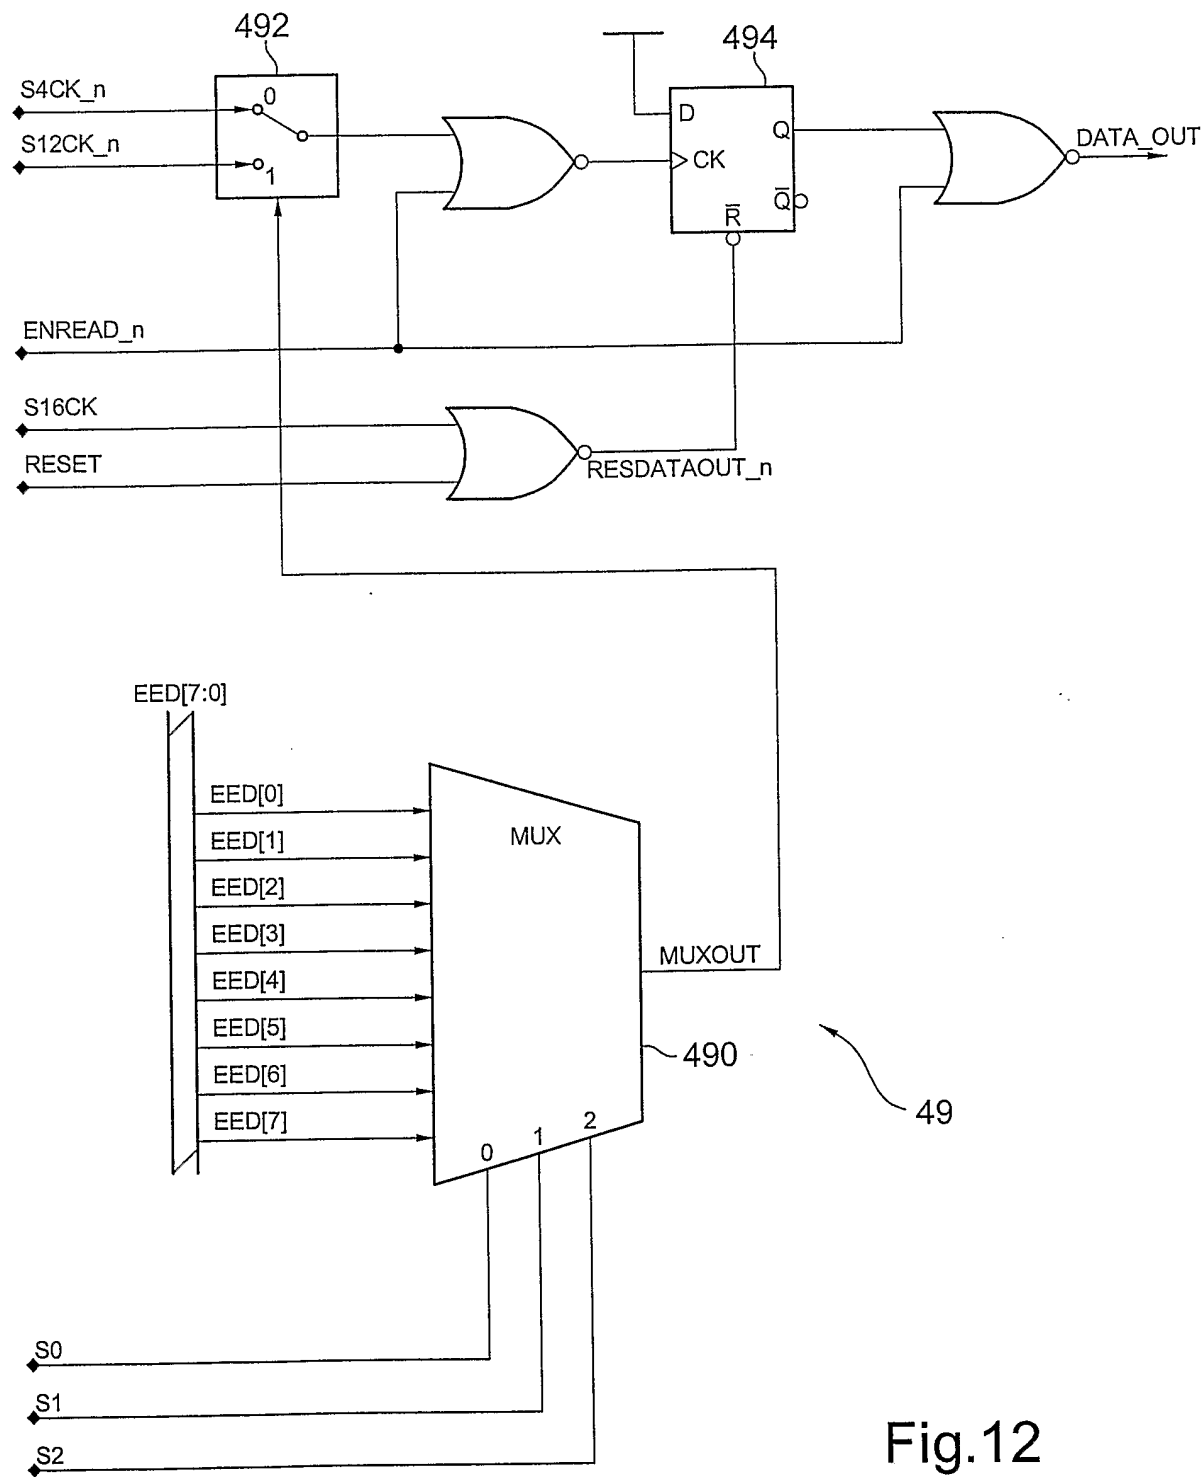 492
494
S4CK_n
0
S12CK_n
1
D
Q
CK
R̅
Q̅
DATA_OUT
ENREAD_n
S16CK
RESET
RESDATAOUT_n
EED[7:0]
EED[0]
EED[1]
EED[2]
EED[3]
EED[4]
EED[5]
EED[6]
EED[7]
MUX
MUXOUT
490
49
0
1
2
S0
S1
S2
Fig.12